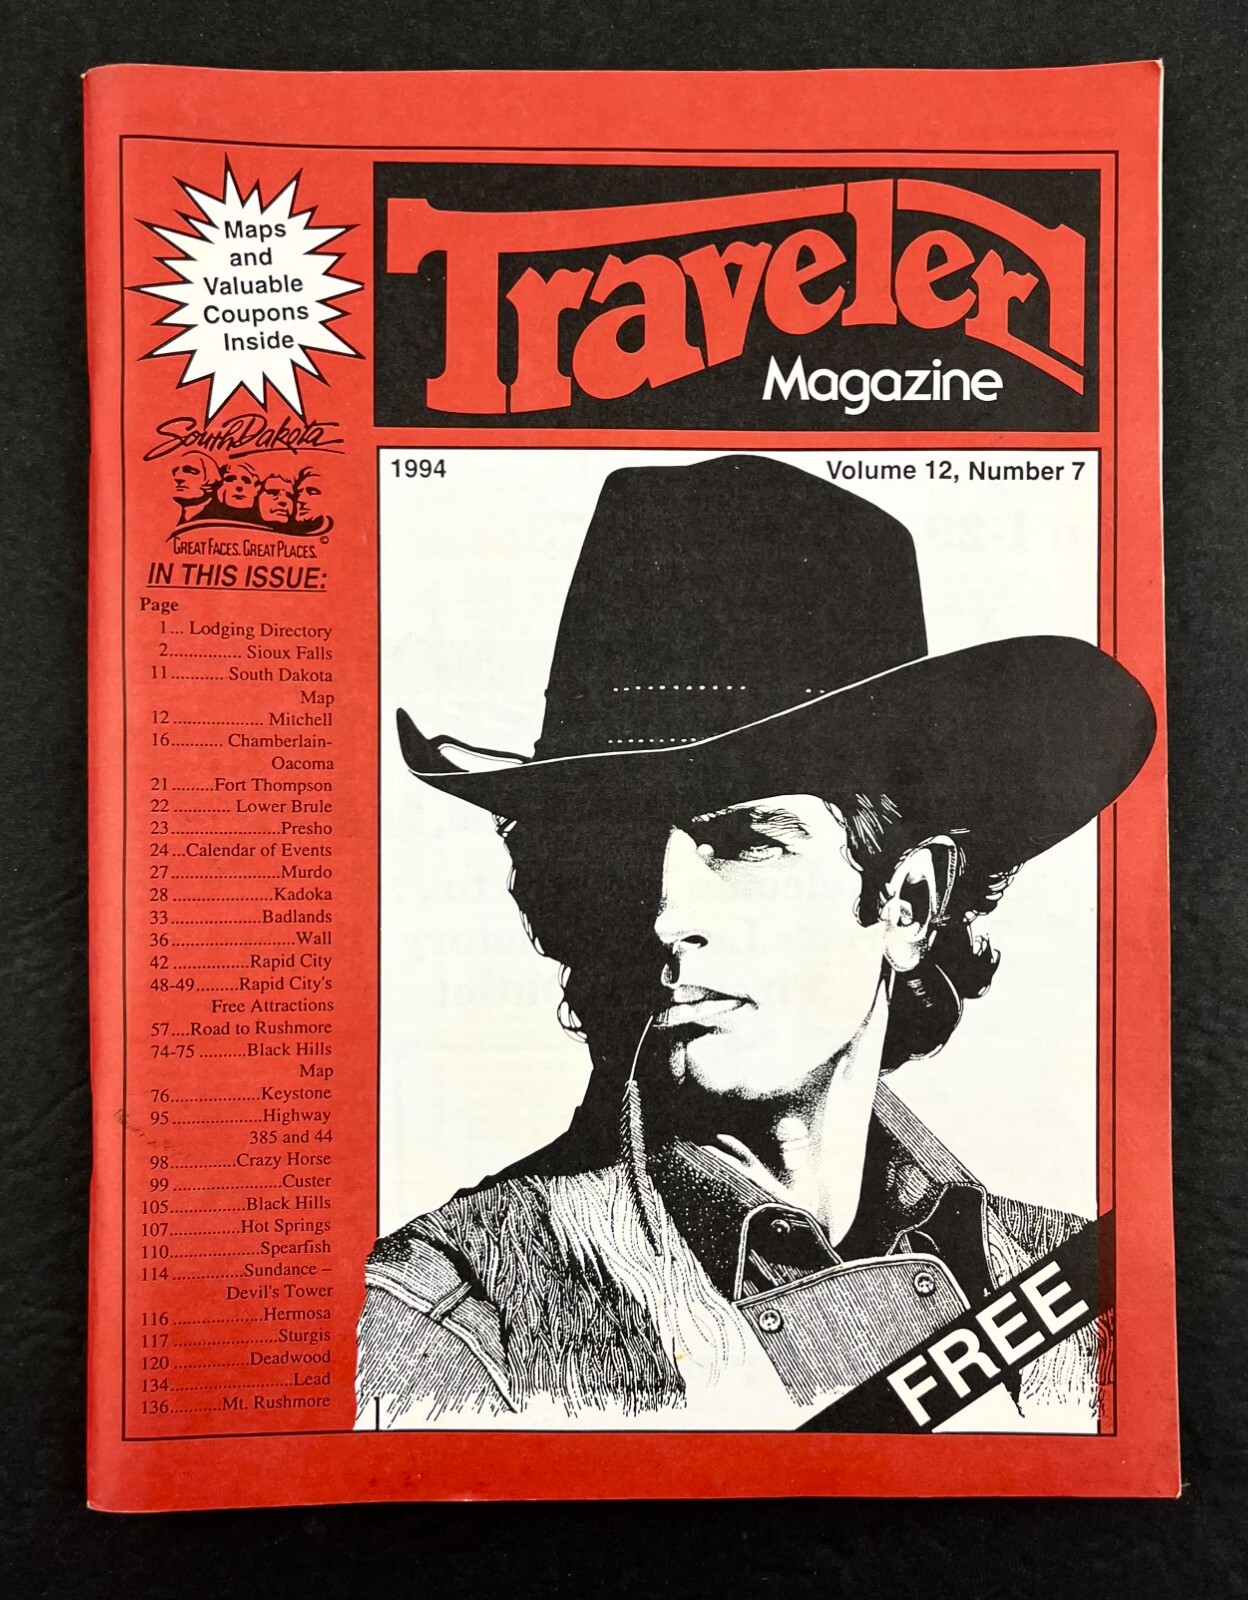 Maps
and
Valuable
Coupons
Inside
South Dakota
GREAT FACES. GREAT PLACES.©
Traveler
Magazine
1994
Volume 12, Number 7
IN THIS ISSUE:
Page
1... Lodging Directory
2............... Sioux Falls
11........... South Dakota
Map
12 ................... Mitchell
16........... Chamberlain-
Oacoma
21 .........Fort Thompson
22 ............ Lower Brule
23.......................Presho
24 ...Calendar of Events
27 .......................Murdo
28 .....................Kadoka
33...................Badlands
36..........................Wall
42 ................Rapid City
48-49.........Rapid City's
Free Attractions
57....Road to Rushmore
74-75 ..........Black Hills
Map
76...................Keystone
95 ...................Highway
385 and 44
98..............Crazy Horse
99 .......................Custer
105................Black Hills
107...............Hot Springs
110...................Spearfish
114 ...............Sundance –
Devil's Tower
116 ...................Hermosa
117 ......................Sturgis
120 ................Deadwood
134..........................Lead
136...........Mt. Rushmore
FREE